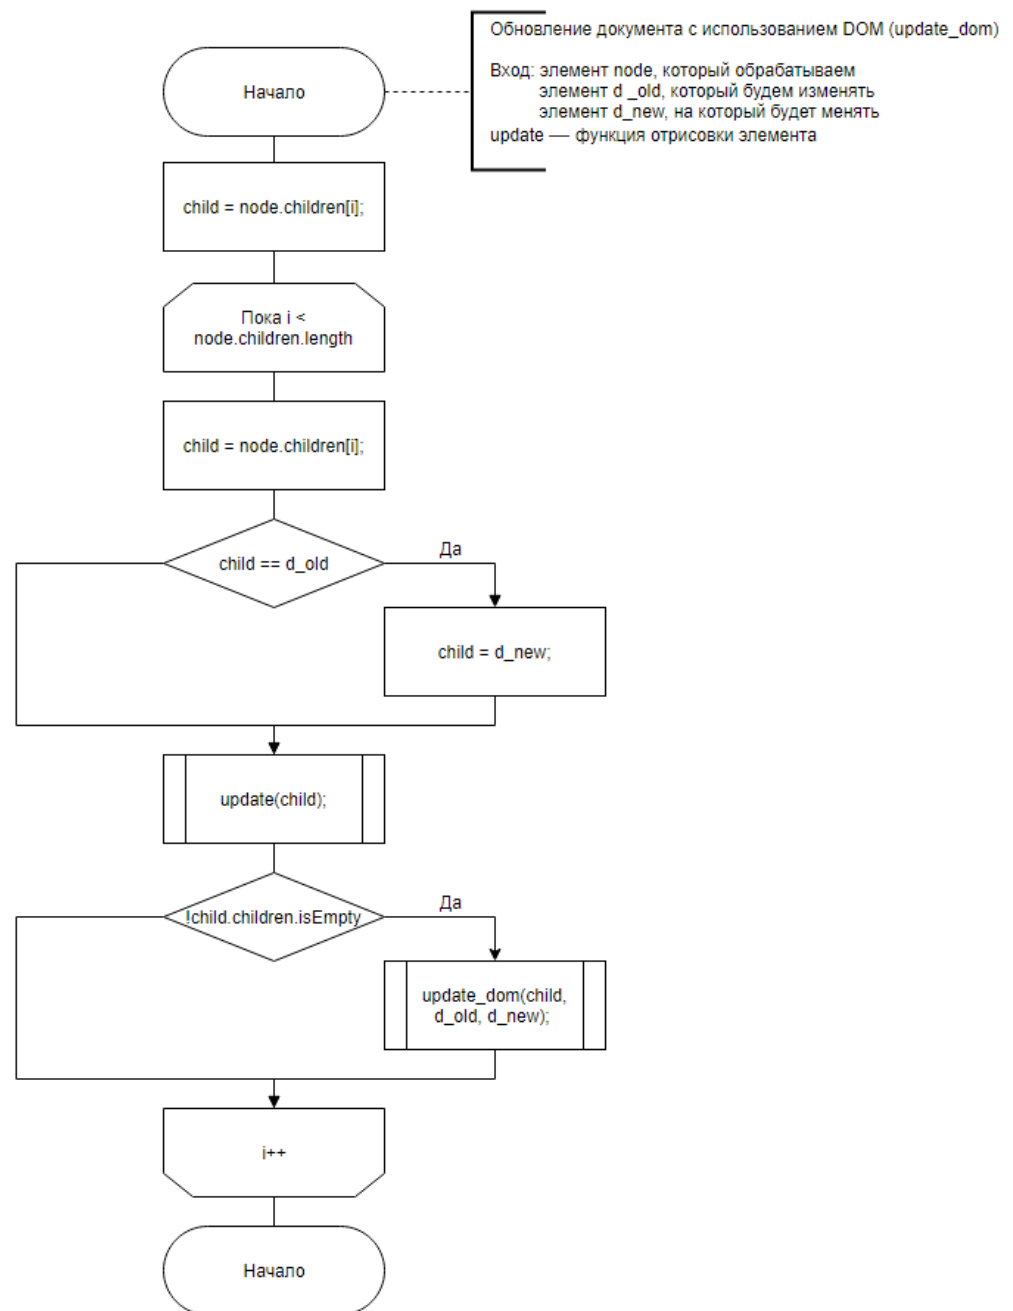 Обновление документа с использованием DOM (update_dom)
Вход: элемент node, который обрабатываем
элемент d _old, который будем изменять
элемент d_new, на который будет менять
update — функция отрисовки элемента
Начало
child = node.children[i];
Пока i <
node.children.length
child = node.children[i];
child == d_old
Да
child = d_new;
update(child);
!child.children.isEmpty
Да
update_dom(child,
d_old, d_new);
i++
Начало